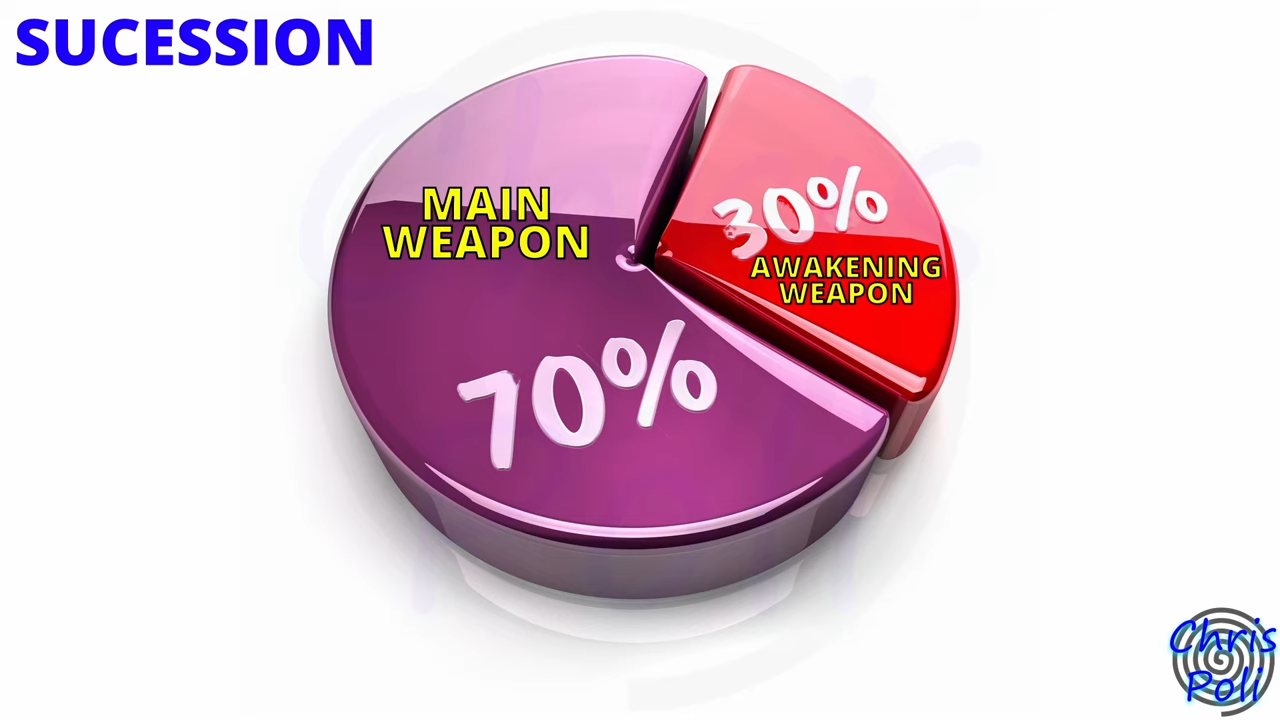 SUCESSION
MAIN
WEAPON
30%
AWAKENING
WEAPON
70%
Chris
Poli